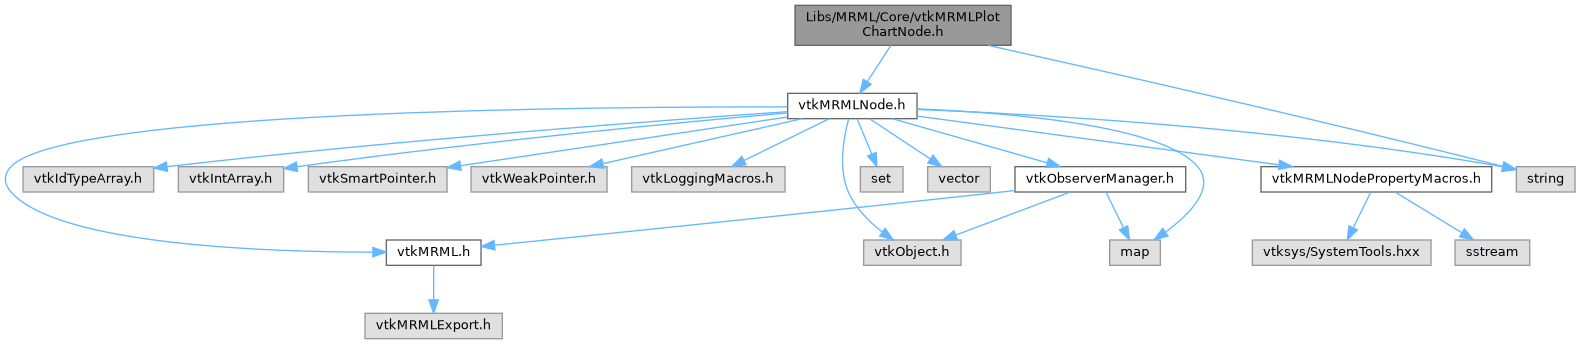 Libs/MRML/Core/vtkMRMLPlot
ChartNode.h
vtkMRMLNode.h
vtkIdTypeArray.h
vtkIntArray.h
vtkSmartPointer.h
vtkWeakPointer.h
vtkLoggingMacros.h
set
vector
vtkObserverManager.h
vtkMRMLNodePropertyMacros.h
string
vtkMRML.h
vtkObject.h
map
vtksys/SystemTools.hxx
sstream
vtkMRMLExport.h